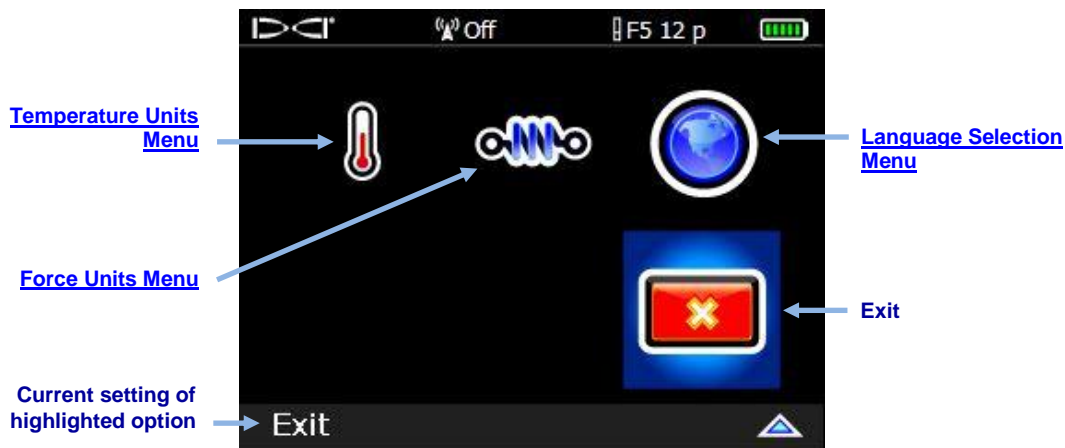 DCI
Off
F5 12 p
Temperature Units
Menu
Language Selection
Menu
Force Units Menu
Exit
Current setting of
highlighted option
Exit